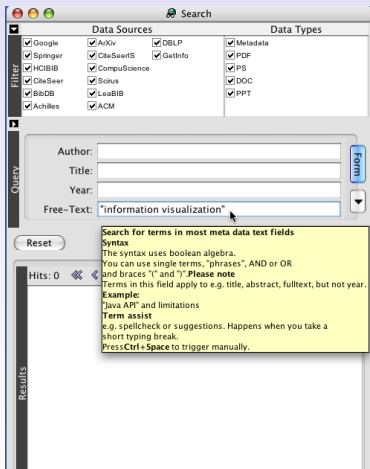 Search
Data Sources
Data Types
Filter
Google
ArXiv
DBLP
Metadata
Springer
CiteSeerIS
GetInfo
PDF
HCIBIB
CompuScience
PS
CiteSeer
Scirus
DOC
BibDB
LeaBIB
PPT
Achilles
ACM
Query
Author:
Title:
Year:
Free-Text: "information visualization"
Form
Reset
Search for terms in most meta data text fields
Syntax
The syntax uses boolean algebra.
You can use single terms, "phrases", AND or OR
and braces "(" and ")".Please note
Terms in this field apply to e.g. title, abstract, fulltext, but not year.
Example:
"Java API" and limitations
Term assist
e.g. spellcheck or suggestions. Happens when you take a
short typing break.
PressCtrl+Space to trigger manually.
Hits: 0
Results